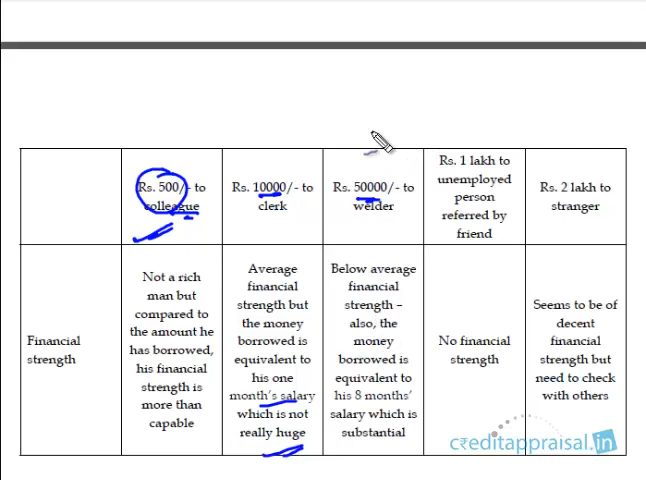 Rs. 500/- to
colleague
Rs. 10000/- to
clerk
Rs. 50000/- to
welder
Rs. 1 lakh to
unemployed
person
referred by
friend
Rs. 2 lakh to
stranger
Financial
strength
Not a rich
man but
compared to
the amount he
has borrowed,
his financial
strength is
more than
capable
Average
financial
strength but
the money
borrowed is
equivalent to
his one
month's salary
which is not
really huge
Below average
financial
strength –
also, the
money
borrowed is
equivalent to
his 8 months'
salary which is
substantial
No financial
strength
Seems to be of
decent
financial
strength but
need to check
with others
c₹editappraisal.in